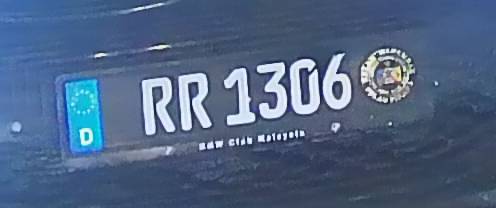 D
RR 1306
BMW Club Malaysia